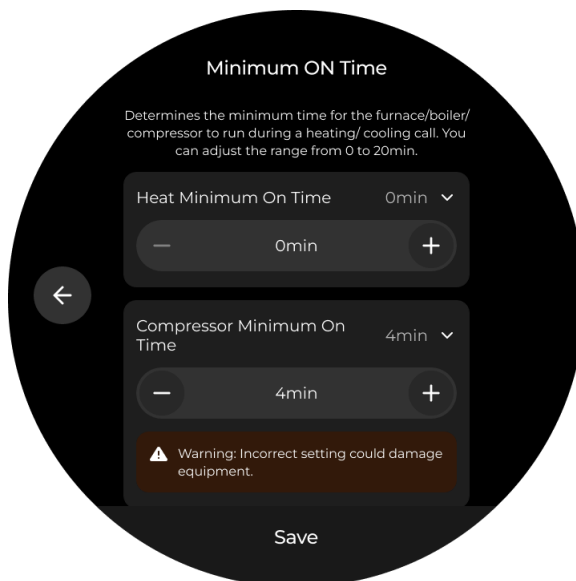 Minimum ON Time
Determines the minimum time for the furnace/boiler/
compressor to run during a heating/ cooling call. You
can adjust the range from 0 to 20min.
Heat Minimum On Time 0min
0min
Compressor Minimum On
Time 4min
4min
Warning: Incorrect setting could damage
equipment.
Save